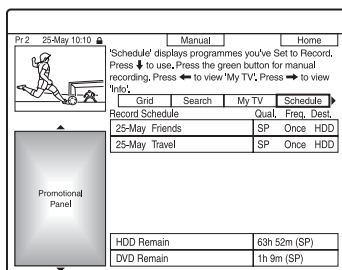 Pr 2 25-May 10:10
Manual Home
'Schedule' displays programmes you've Set to Record.
Press ⬇ to use. Press the green button for manual
recording. Press ⬅ to view 'My TV'. Press ➡ to view
'Info'.
Grid Search My TV Schedule
Record Schedule Qual. Freq. Dest.
25-May Friends SP Once HDD
25-May Travel SP Once HDD
Promotional
Panel
HDD Remain 63h 52m (SP)
DVD Remain 1h 9m (SP)